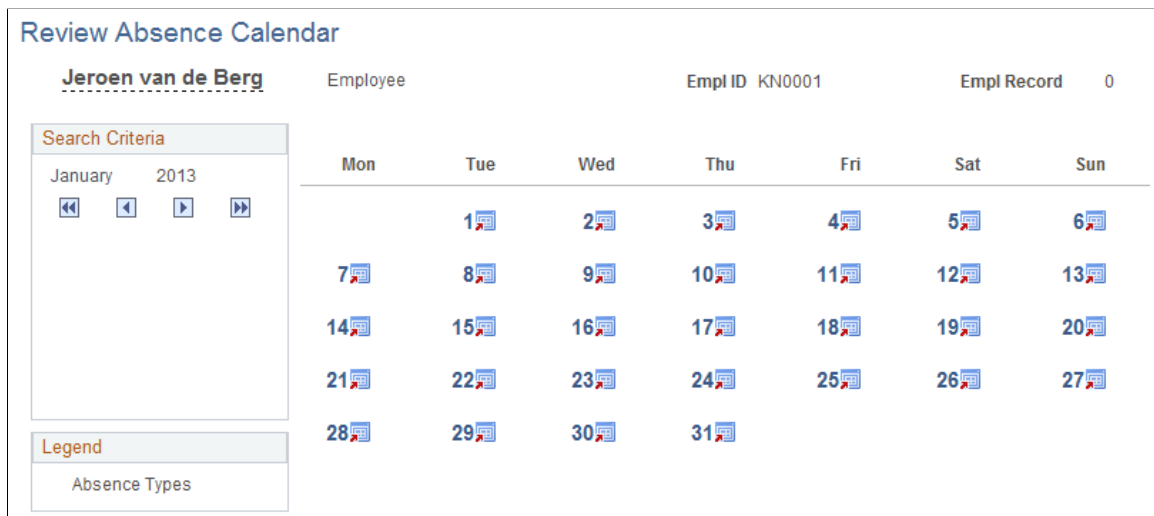 Review Absence Calendar
Jeroen van de Berg Employee Empl ID KN0001 Empl Record 0
Search Criteria
January 2013
Mon Tue Wed Thu Fri Sat Sun
1 2 3 4 5 6
7 8 9 10 11 12 13
14 15 16 17 18 19 20
21 22 23 24 25 26 27
28 29 30 31
Legend
Absence Types